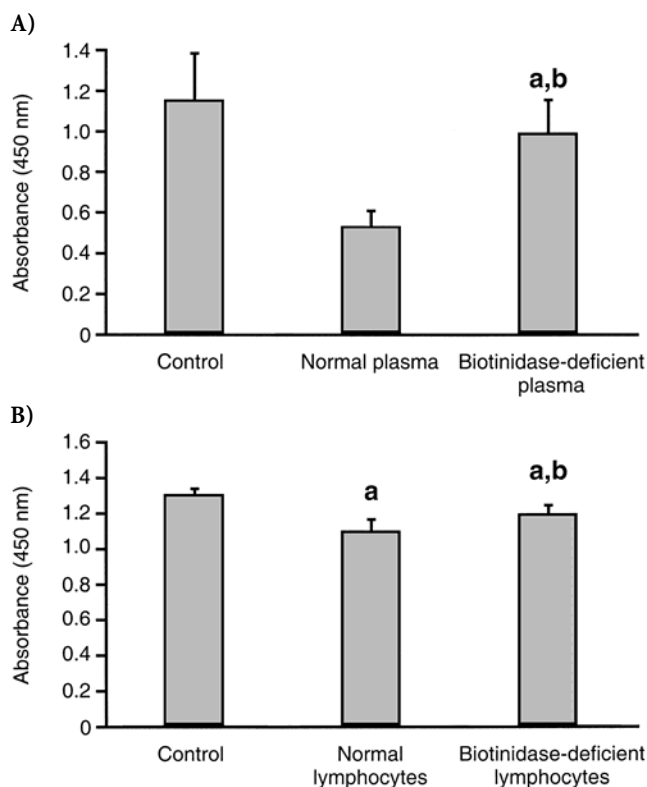 A)
Absorbance (450 nm)
1.4
1.2
1.0
0.8
0.6
0.4
0.2
0
a,b
Control
Normal plasma
Biotinidase-deficient
plasma
B)
Absorbance (450 nm)
1.6
1.4
1.2
1.0
0.8
0.6
0.4
0.2
0
a
a,b
Control
Normal
lymphocytes
Biotinidase-deficient
lymphocytes